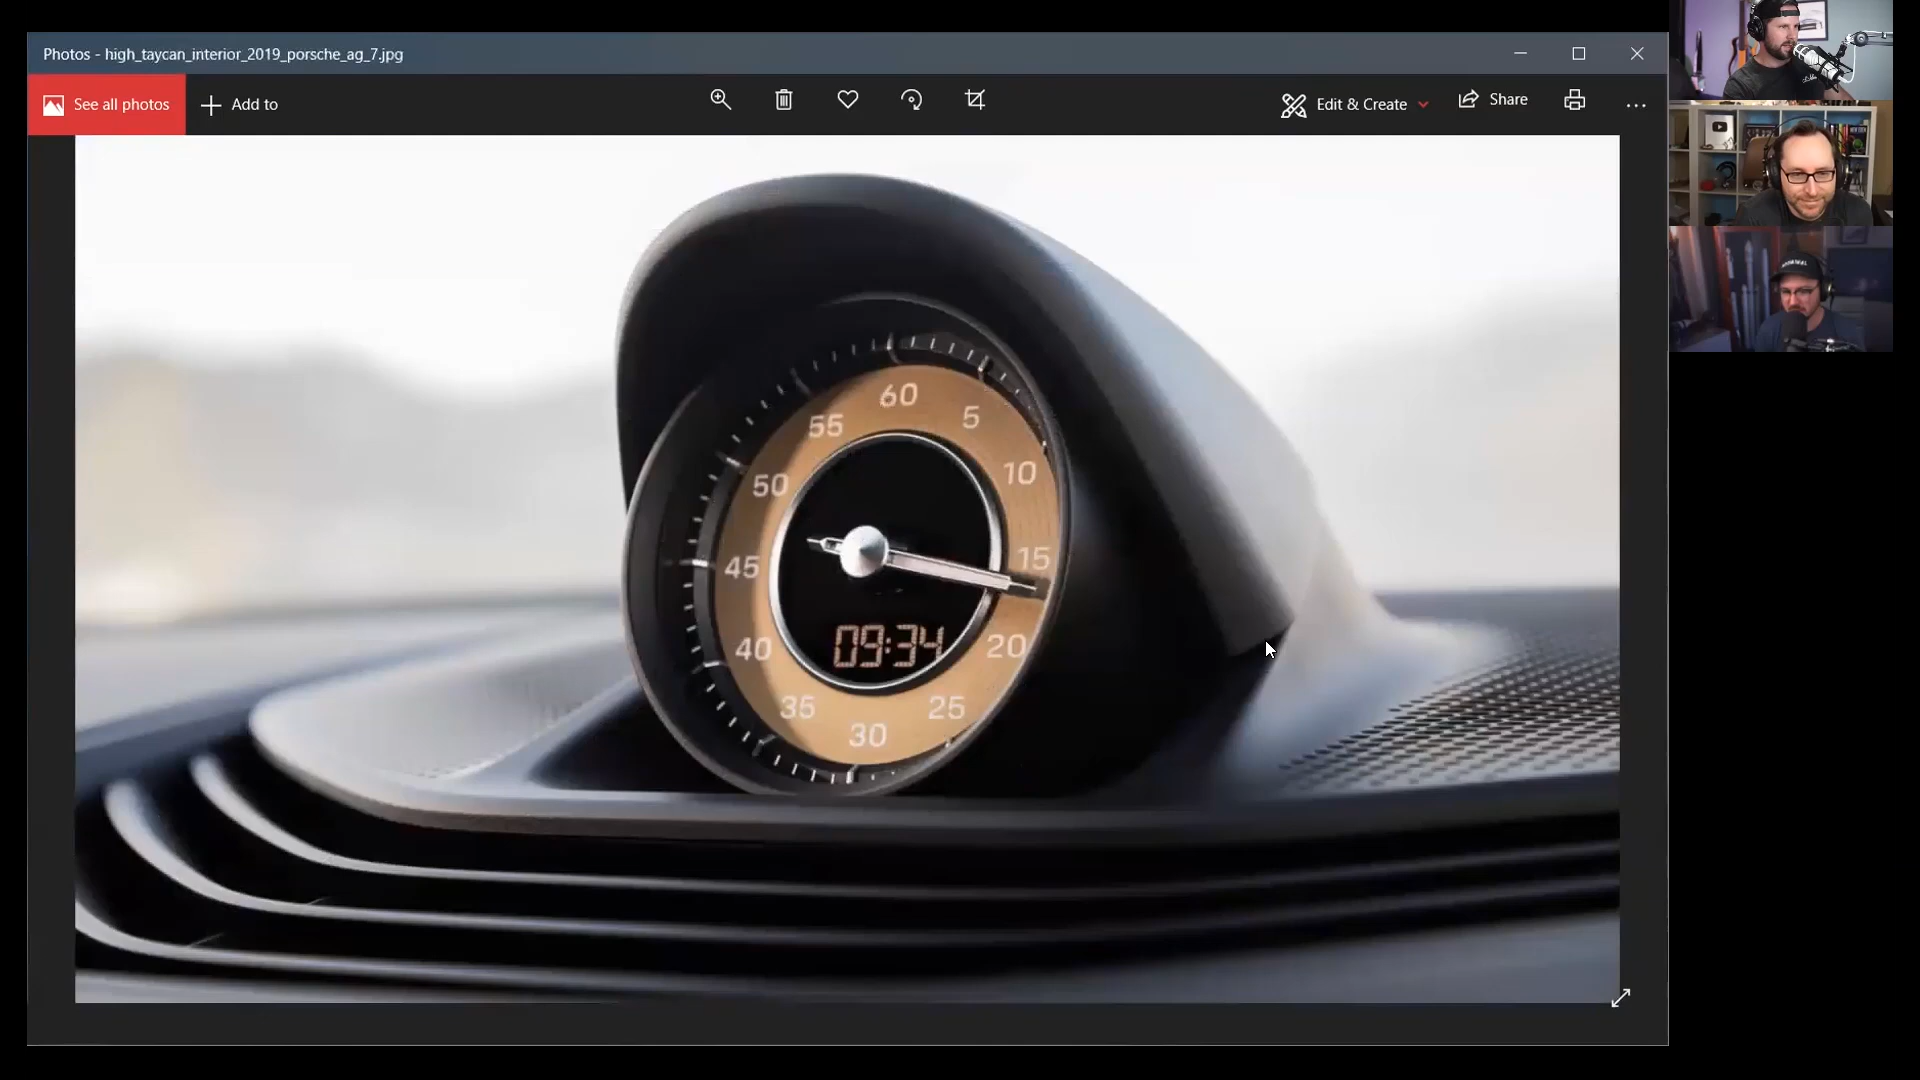 Photos - high_taycan_interior_2019_porsche_ag_7.jpg
See all photos
Add to
Edit & Create
Share
60
5
10
15
20
25
30
35
40
45
50
55
09:34